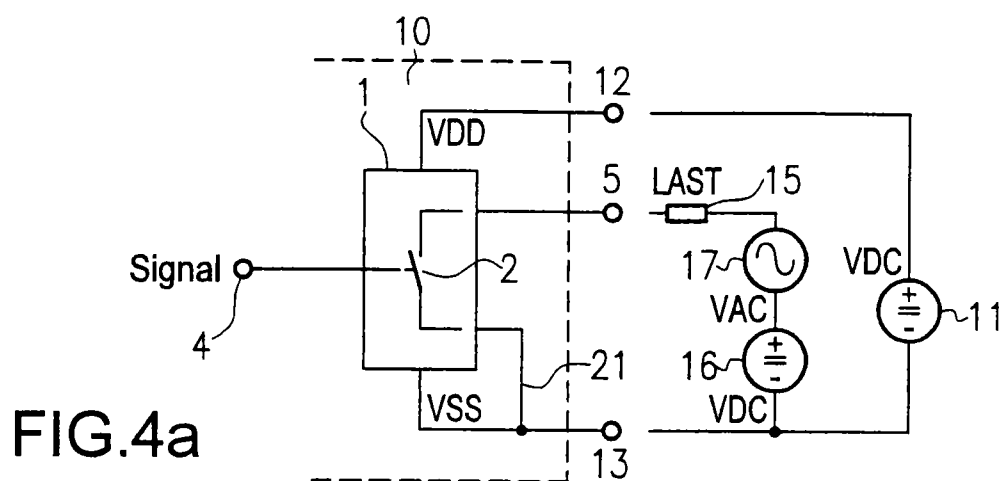 10
1
12
VDD
5
LAST
15
Signal
2
17
VDC
VAC
11
4
21
16
VSS
VDC
FIG.4a
13